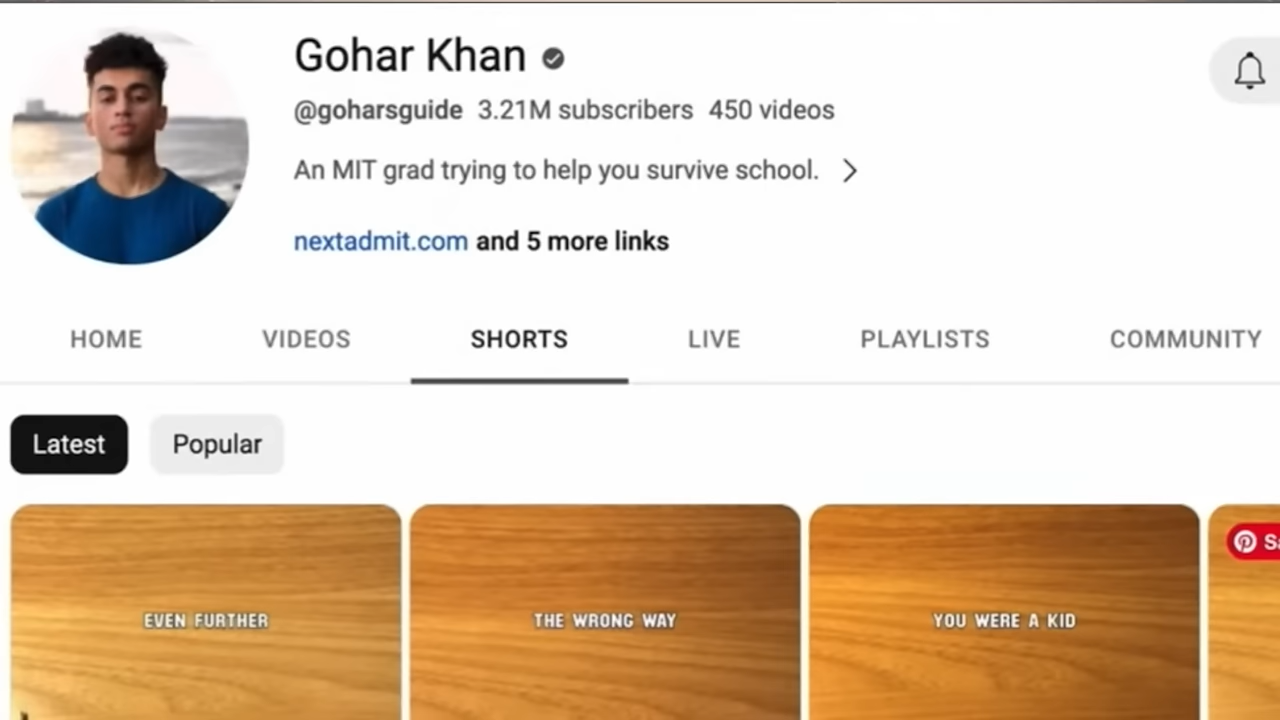 Gohar Khan
@goharsguide 3.21M subscribers 450 videos
An MIT grad trying to help you survive school.
nextadmit.com and 5 more links
HOME VIDEOS SHORTS LIVE PLAYLISTS COMMUNITY
Latest Popular
EVEN FURTHER THE WRONG WAY YOU WERE A KID